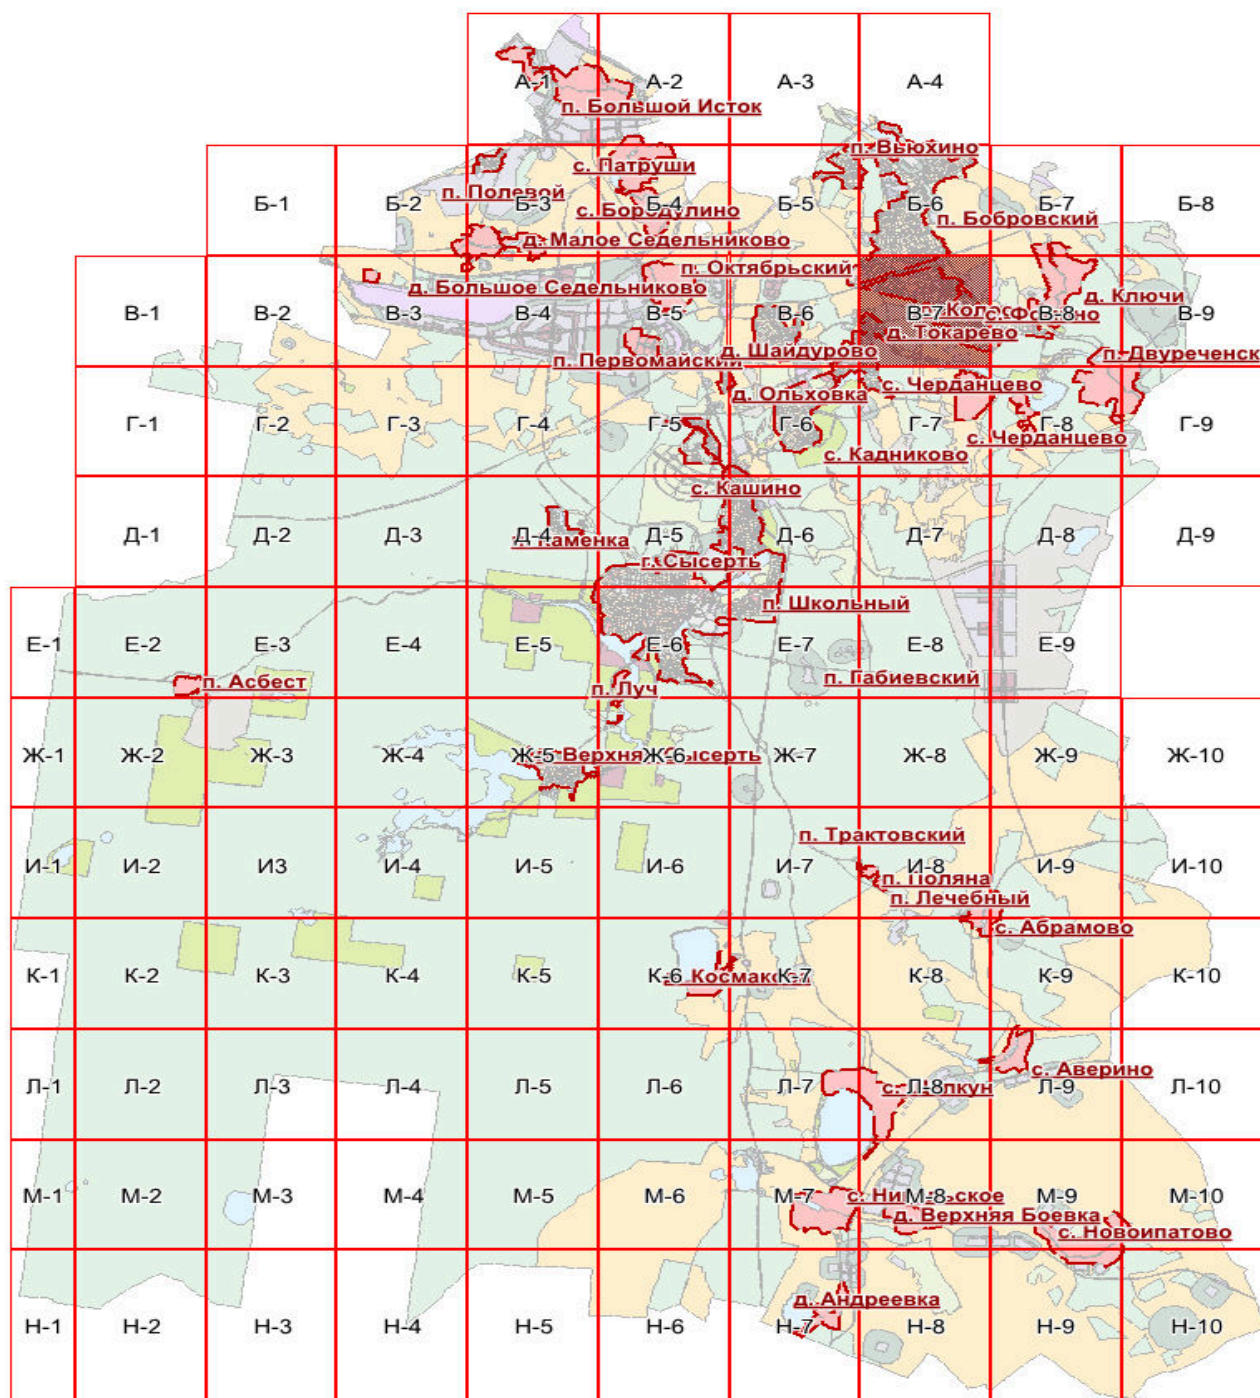 А-1
А-2
А-3
А-4
п. Большой Исток
п. Вьюхино
с. Патруши
п. Полевой
Б-1
Б-2
Б-3
Б-4
Б-5
Б-6
Б-7
Б-8
с. Бородулино
п. Бобровский
д. Малое Седельниково
п. Октябрьский
д. Большое Седельниково
д. Ключи
В-1
В-2
В-3
В-4
В-5
В-6
В-7
В-8
В-9
д. Токарево
д. Шайдурово
п. Первомайский
п. Двуреченск
с. Черданцево
д. Ольховка
Г-1
Г-2
Г-3
Г-4
Г-5
Г-6
Г-7
Г-8
Г-9
с. Черданцево
с. Кадниково
с. Кашино
Д-1
Д-2
Д-3
Д-4
Д-5
Д-6
Д-7
Д-8
Д-9
г. Сысерть
п. Школьный
Е-1
Е-2
Е-3
Е-4
Е-5
Е-6
Е-7
Е-8
Е-9
п. Асбест
п. Луч
п. Габиевский
Ж-1
Ж-2
Ж-3
Ж-4
Ж-5
Верхняя Сысерть
Ж-6
Ж-7
Ж-8
Ж-9
Ж-10
п. Трактовский
И-1
И-2
И3
И-4
И-5
И-6
И-7
И-8
И-9
И-10
п. Поляна
п. Лечебный
с. Абрамово
К-1
К-2
К-3
К-4
К-5
К-6
К-7
К-8
К-9
К-10
с. Аверино
Л-1
Л-2
Л-3
Л-4
Л-5
Л-6
Л-7
Л-8
Л-9
Л-10
М-1
М-2
М-3
М-4
М-5
М-6
М-7
М-8
М-9
М-10
д. Верхняя Боевка
с. Новоипатово
д. Андреевка
Н-1
Н-2
Н-3
Н-4
Н-5
Н-6
Н-7
Н-8
Н-9
Н-10